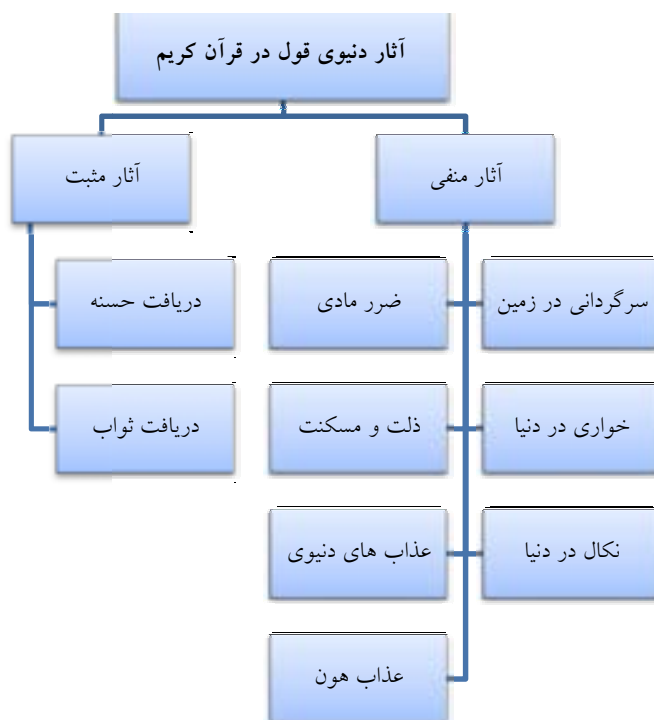 آثار دنیوی قول در قرآن کریم
آثار منفی
آثار مثبت
سرگردانی در زمین
ضرر مادی
دریافت حسنه
خواری در دنیا
ذلت و مسکنت
دریافت ثواب
نکال در دنیا
عذاب های دنیوی
عذاب هون